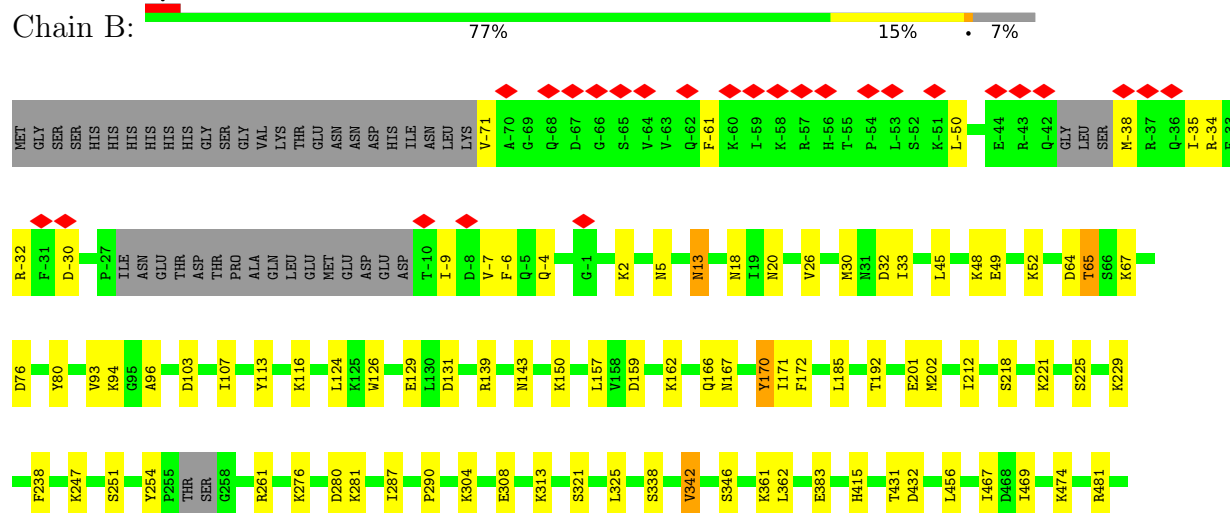 Chain B:
77% 15% • 7%
MET GLY SER SER HIS HIS HIS HIS HIS HIS GLY SER GLY VAL LYS THR GLU ASN ASN ASP HIS ILE ASN LEU LYS V-71 A-70 G-69 Q-68 D-67 G-66 S-65 V-64 V-63 Q-62 F-61 K-60 I-59 K-58 R-57 H-56 T-55 P-54 L-53 S-52 K-51 L-50 E-44 R-43 Q-42 GLY LEU SER M-38 R-37 Q-36 I-35 R-34 E-33
R-32 F-31 D-30 P-27 ILE ASN GLU THR ASP THR PRO ALA GLN LEU GLU MET GLU ASP GLU ASP T-10 I-9 D-8 V-7 F-6 Q-5 Q-4 G-1 K2 N5 N13 N18 I19 N20 V26 M30 N31 D32 I33 L45 K48 E49 K52 D64 T65 S66 K67
D76 Y80 V93 K94 G95 A96 D103 I107 Y113 K116 L124 K125 W126 E129 L130 D131 R139 N143 K150 L157 V158 D159 K162 Q166 N167 Y170 I171 F172 L185 T192 E201 M202 I212 S218 K221 S225 K229
F238 K247 S251 Y254 P255 THR SER G258 R261 K276 D280 K281 I287 P290 K304 E308 K313 S321 L325 S338 V342 S346 K361 L362 E383 H415 T431 D432 L456 I467 D468 I469 K474 R481